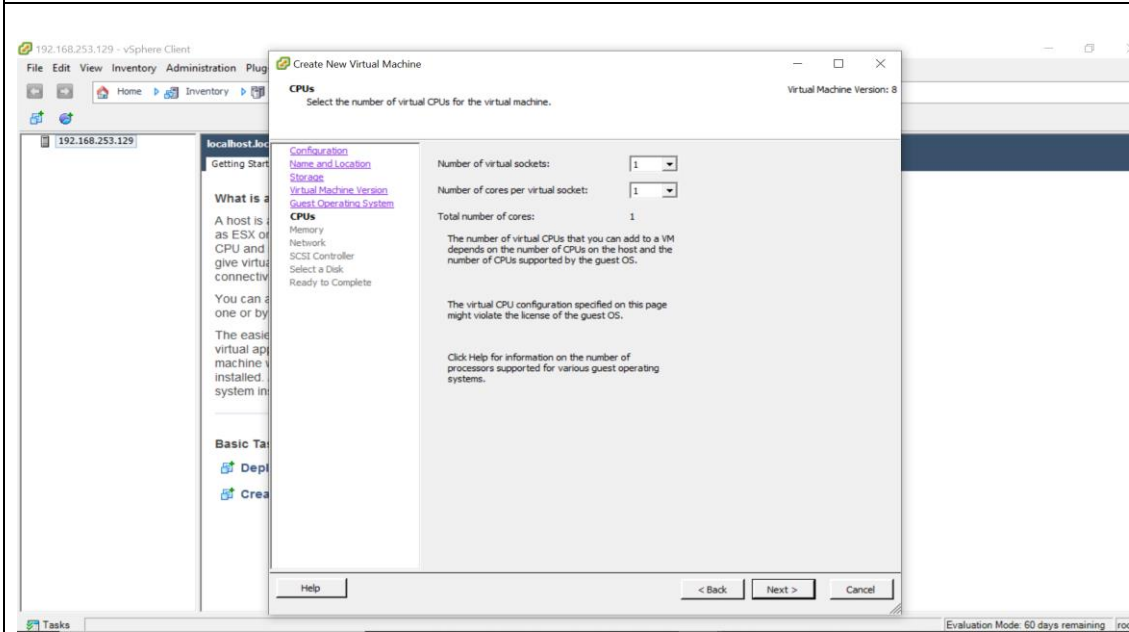 192.168.253.129 - vSphere Client
File Edit View Inventory Administration Plug
Home Inventory
192.168.253.129
localhost.loc
Getting Start
What is a
A host is a
as ESX or
CPU and
give virtua
connectiv
You can a
one or by
The easie
virtual app
machine v
installed.
system in
Basic Ta
Depl
Crea
Create New Virtual Machine
CPUs
Select the number of virtual CPUs for the virtual machine.
Virtual Machine Version: 8
Configuration
Name and Location
Storage
Virtual Machine Version
Guest Operating System
CPUs
Memory
Network
SCSI Controller
Select a Disk
Ready to Complete
Number of virtual sockets: 1
Number of cores per virtual socket: 1
Total number of cores: 1
The number of virtual CPUs that you can add to a VM
depends on the number of CPUs on the host and the
number of CPUs supported by the guest OS.
The virtual CPU configuration specified on this page
might violate the license of the guest OS.
Click Help for information on the number of
processors supported for various guest operating
systems.
Help
< Back Next > Cancel
Tasks
Evaluation Mode: 60 days remaining roo